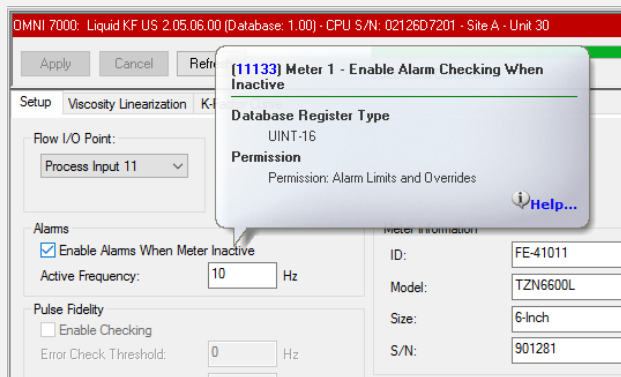 OMNI 7000: Liquid KF US 2.05.06.00 (Database: 1.00) - CPU S/N: 02126D7201 - Site A - Unit 30
Apply
Cancel
(11133) Meter 1 - Enable Alarm Checking When
Inactive
Database Register Type
UINT-16
Permission
Permission: Alarm Limits and Overrides
Help...
Setup
Viscosity Linearization
Flow I/O Point:
Process Input 11
Alarms
Enable Alarms When Meter Inactive
Active Frequency:
10
Hz
Pulse Fidelity
Enable Checking
Error Check Threshold:
0
Hz
Meter Information
ID:
FE-41011
Model:
TZN6600L
Size:
6-Inch
S/N:
901281